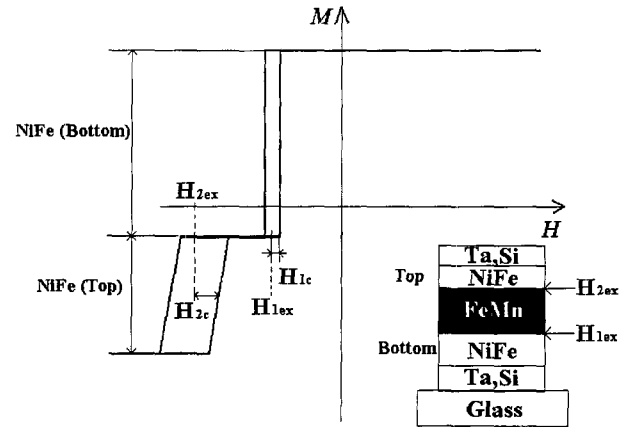 M
NiFe (Bottom)
H2ex
H
NiFe (Top)
H1c
H2c
H1ex
Ta,Si
Top
NiFe
H2ex
FeMn
H1ex
Bottom
NiFe
Ta,Si
Glass